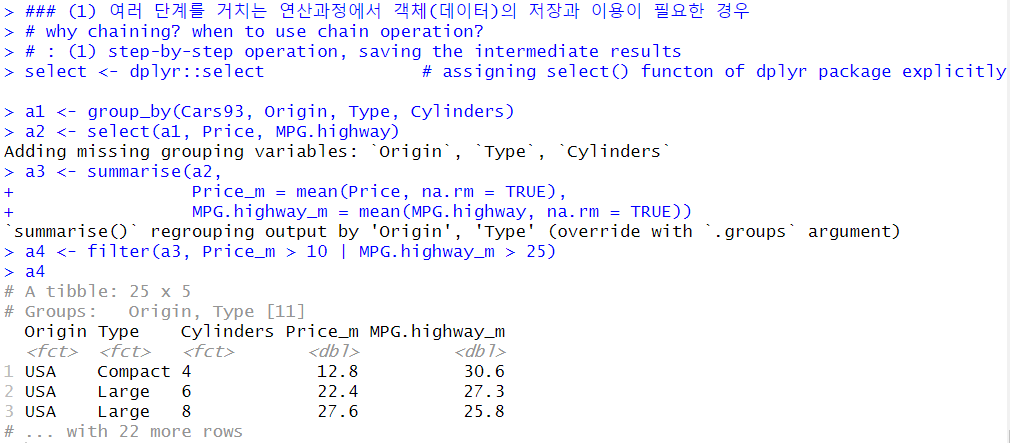 > ### (1) 여러 단계를 거치는 연산과정에서 객체(데이터)의 저장과 이용이 필요한 경우
> # why chaining? when to use chain operation?
> # : (1) step-by-step operation, saving the intermediate results
> select <- dplyr::select                # assigning select() functon of dplyr package explicitly
> a1 <- group_by(Cars93, Origin, Type, Cylinders)
> a2 <- select(a1, Price, MPG.highway)
Adding missing grouping variables: `Origin`, `Type`, `Cylinders`
> a3 <- summarise(a2,
+                 Price_m = mean(Price, na.rm = TRUE),
+                 MPG.highway_m = mean(MPG.highway, na.rm = TRUE))
`summarise()` regrouping output by 'Origin', 'Type' (override with `.groups` argument)
> a4 <- filter(a3, Price_m > 10 | MPG.highway_m > 25)
> a4
# A tibble: 25 x 5
# Groups:   Origin, Type [11]
  Origin Type    Cylinders Price_m MPG.highway_m
  <fct>  <fct>   <fct>       <dbl>         <dbl>
1 USA    Compact 4            12.8          30.6
2 USA    Large   6            22.4          27.3
3 USA    Large   8            27.6          25.8
# ... with 22 more rows